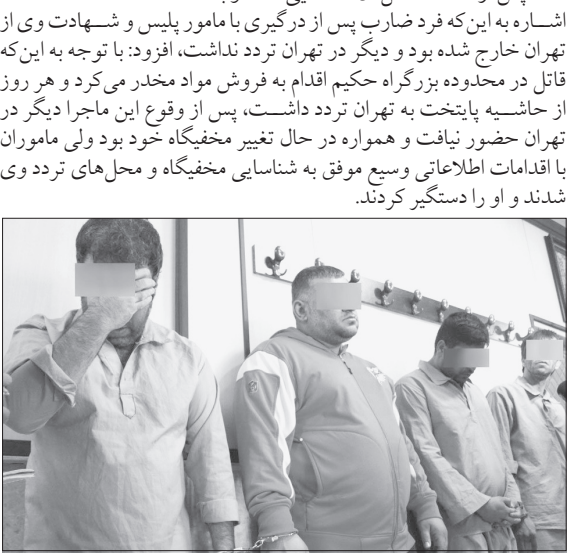 اشاره به این‌که فرد ضارب پس از درگیری با مامور پلیس و شهادت وی از
تهران خارج شده بود و دیگر در تهران تردد نداشت، افزود: با توجه به این‌که
قاتل در محدوده بزرگراه حکیم اقدام به فروش مواد مخدر می‌کرد و هر روز
از حاشیه پایتخت به تهران تردد داشت، پس از وقوع این ماجرا دیگر در
تهران حضور نیافت و همواره در حال تغییر مخفیگاه خود بود ولی ماموران
با اقدامات اطلاعاتی وسیع موفق به شناسایی مخفیگاه و محل‌های تردد وی
شدند و او را دستگیر کردند.